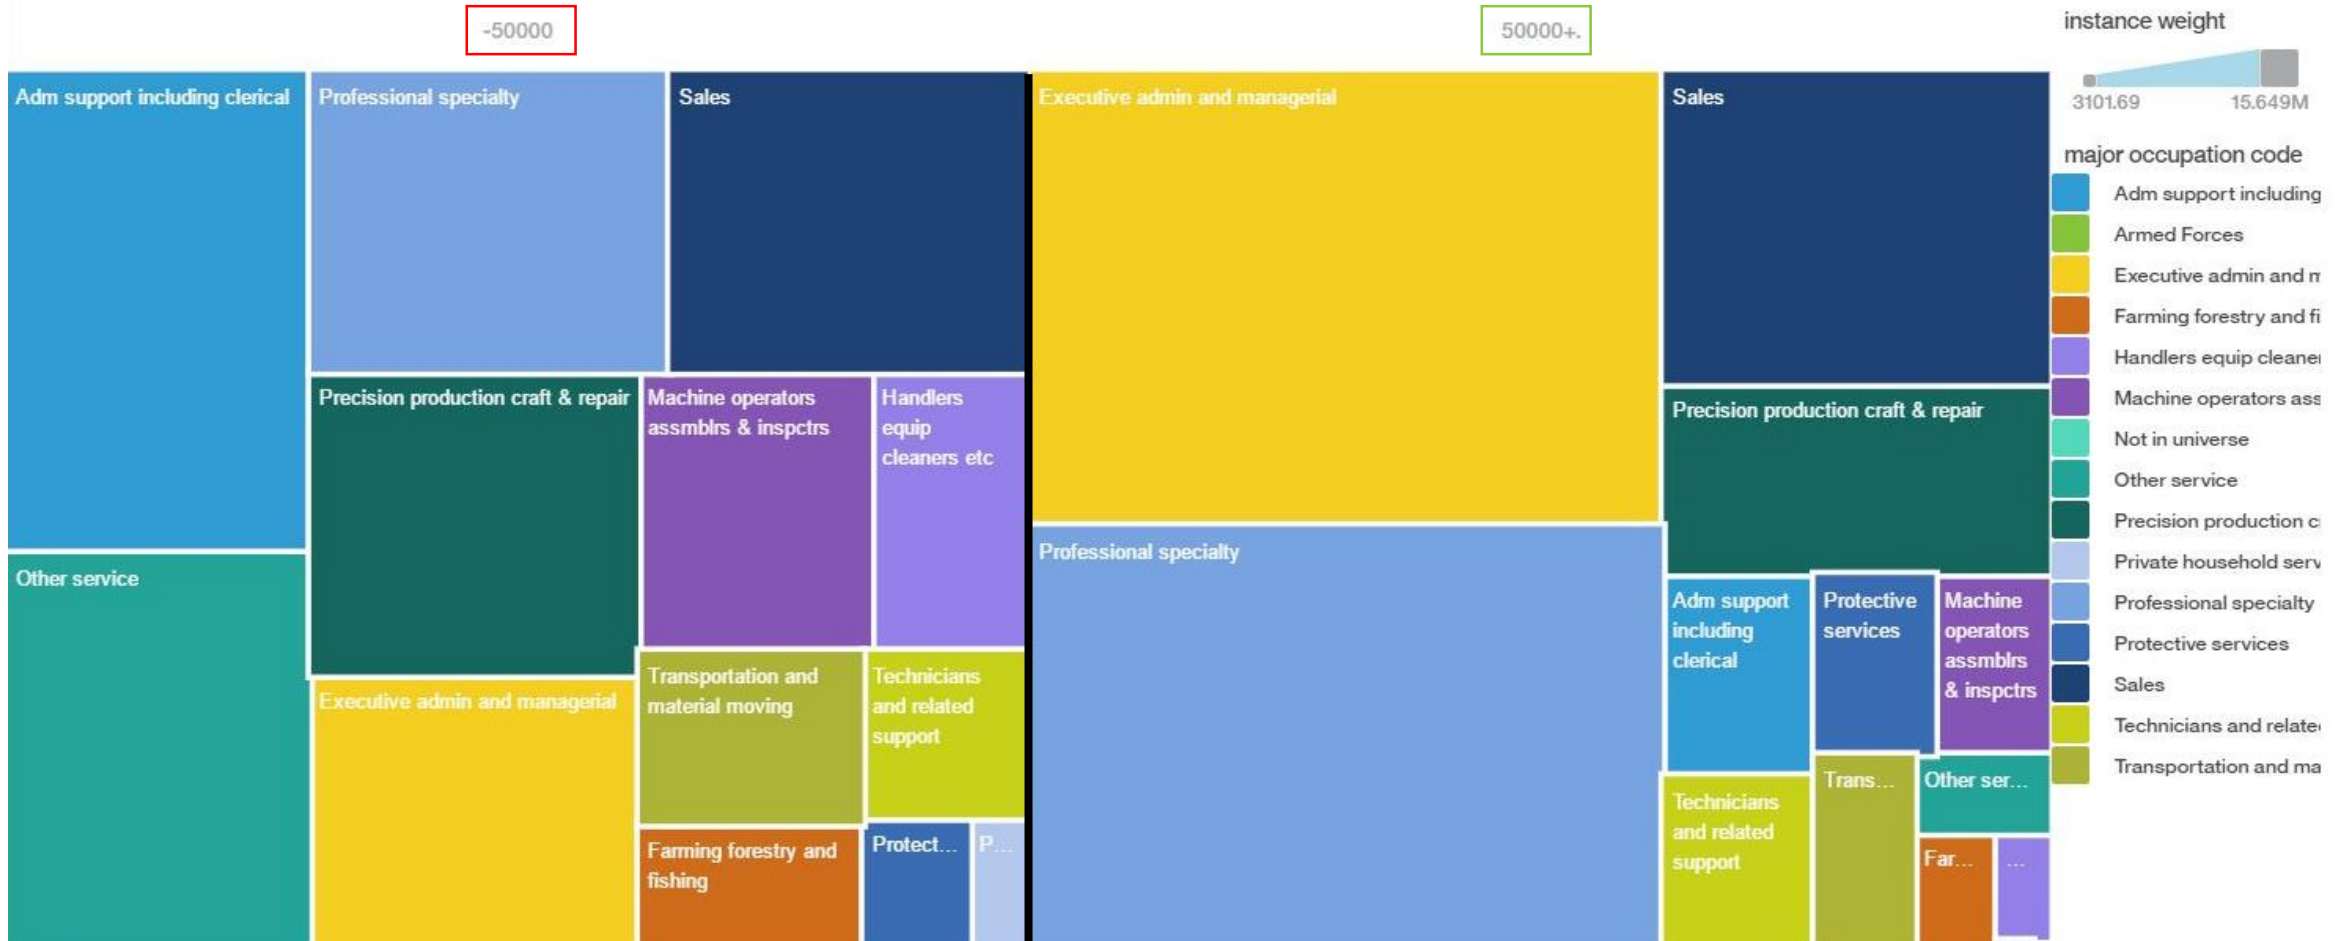 -50000
50000+.
Adm support including clerical
Professional specialty
Sales
Precision production craft & repair
Machine operators
assmblrs & inspctrs
Handlers
equip
cleaners etc
Other service
Executive admin and managerial
Transportation and
material moving
Technicians
and related
support
Farming forestry and
fishing
Protect...
P...
Executive admin and managerial
Sales
Precision production craft & repair
Professional specialty
Adm support
including
clerical
Protective
services
Machine
operators
assmblrs
& inspctrs
Technicians
and related
support
Trans...
Other ser...
Far...
...
instance weight
3101.69
15.649M
major occupation code
Adm support including
Armed Forces
Executive admin and m
Farming forestry and fi
Handlers equip cleaner
Machine operators ass
Not in universe
Other service
Precision production c
Private household serv
Professional specialty
Protective services
Sales
Technicians and relate
Transportation and ma